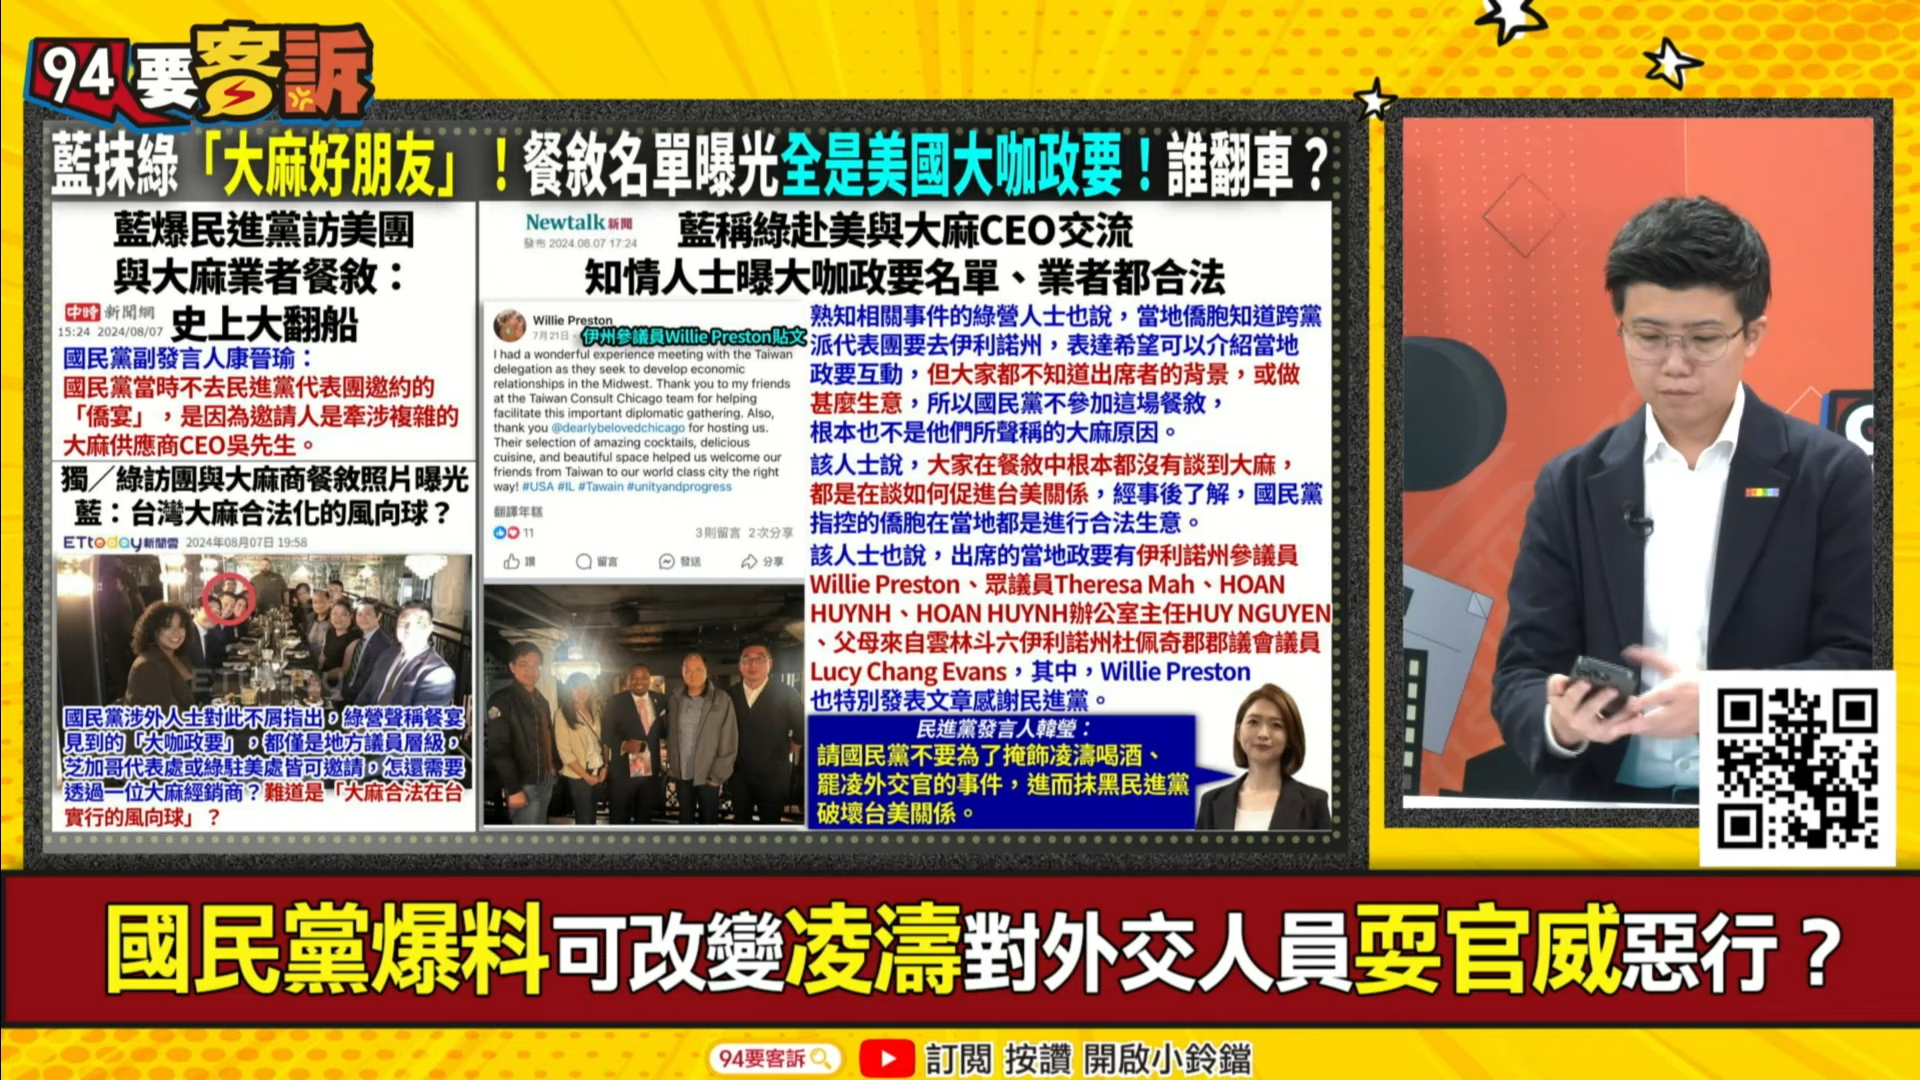 94要客訴
藍抹綠「大麻好朋友」！餐敘名單曝光全是美國大咖政要！誰翻車？
藍爆民進黨訪美團
與大麻業者餐敘：
史上大翻船
中時 新聞網
15:24 2024/08/07
國民黨副發言人康晉瑜：
國民黨當時不去民進黨代表團邀約的
「僑宴」，是因為邀請人是牽涉複雜的
大麻供應商CEO吳先生。
獨／綠訪團與大麻商餐敘照片曝光
藍：台灣大麻合法化的風向球？
ETtoday新聞雲 2024年08月07日 19:58
國民黨涉外人士對此不屑指出，綠營聲稱餐宴
見到的「大咖政要」，都僅是地方議員層級，
芝加哥代表處或綠駐美處皆可邀請，怎還需要
透過一位大麻經銷商？難道是「大麻合法在台
實行的風向球」？
Newtalk新聞
發布 2024.08.07 17:24
藍稱綠赴美與大麻CEO交流
知情人士曝大咖政要名單、業者都合法
Willie Preston
7月21日
伊州參議員Willie Preston貼文
I had a wonderful experience meeting with the Taiwan
delegation as they seek to develop economic
relationships in the Midwest. Thank you to my friends
at the Taiwan Consult Chicago team for helping
facilitate this important diplomatic gathering. Also,
thank you @dearlybelovedchicago for hosting us.
Their selection of amazing cocktails, delicious
cuisine, and beautiful space helped us welcome our
friends from Taiwan to our world class city the right
way! #USA #IL #Tawain #unityandprogress
翻譯年糕
11 3則留言 2次分享
讚 留言 發送 分享
熟知相關事件的綠營人士也說，當地僑胞知道跨黨
派代表團要去伊利諾州，表達希望可以介紹當地
政要互動，但大家都不知道出席者的背景，或做
甚麼生意，所以國民黨不參加這場餐敘，
根本也不是他們所聲稱的大麻原因。
該人士說，大家在餐敘中根本都沒有談到大麻，
都是在談如何促進台美關係，經事後了解，國民黨
指控的僑胞在當地都是進行合法生意。
該人士也說，出席的當地政要有伊利諾州參議員
Willie Preston、眾議員Theresa Mah、HOAN
HUYNH、HOAN HUYNH辦公室主任HUY NGUYEN
、父母來自雲林斗六伊利諾州杜佩奇郡郡議會議員
Lucy Chang Evans，其中，Willie Preston
也特別發表文章感謝民進黨。
民進黨發言人韓瑩：
請國民黨不要為了掩飾凌濤喝酒、
罷凌外交官的事件，進而抹黑民進黨
破壞台美關係。
國民黨爆料可改變凌濤對外交人員耍官威惡行？
94要客訴 訂閱 按讚 開啟小鈴鐺